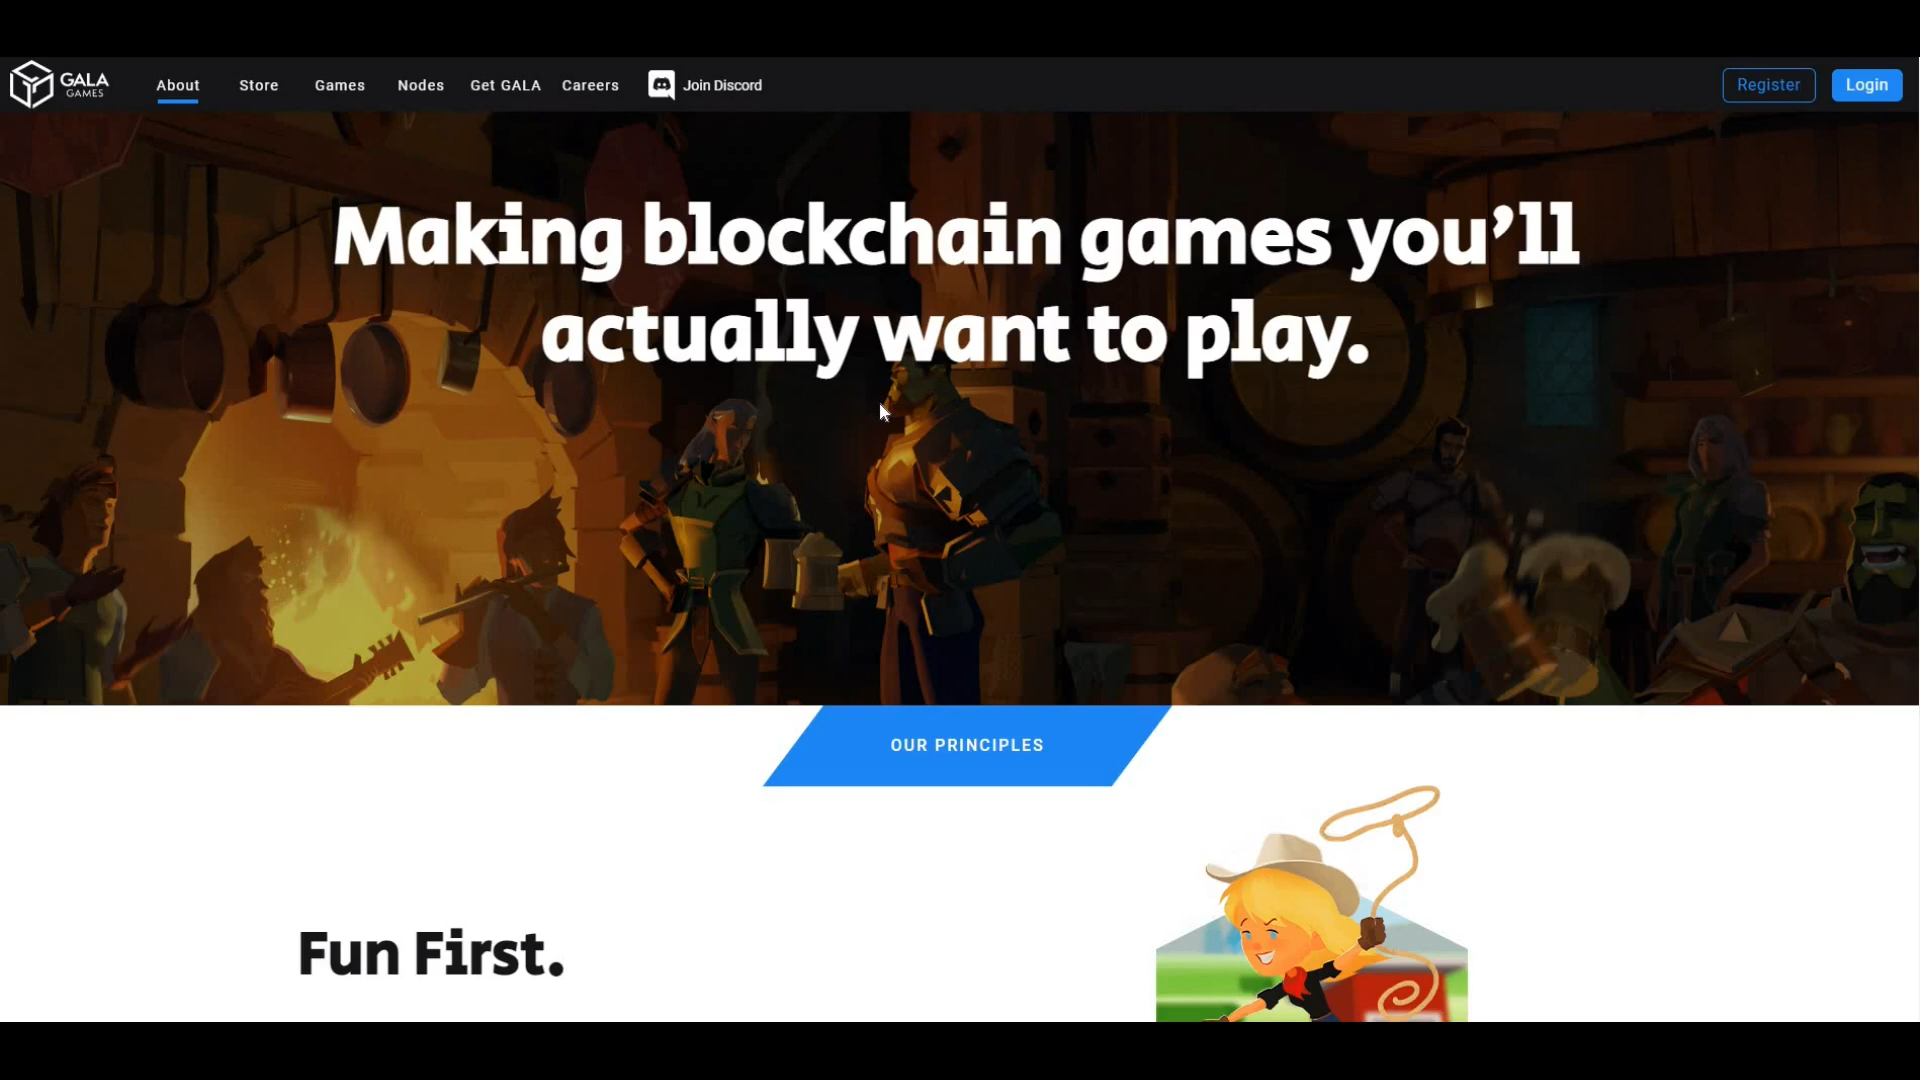 GALA
GAMES
About
Store
Games
Nodes
Get GALA
Careers
Join Discord
Register
Login
Making blockchain games you’ll
actually want to play.
OUR PRINCIPLES
Fun First.